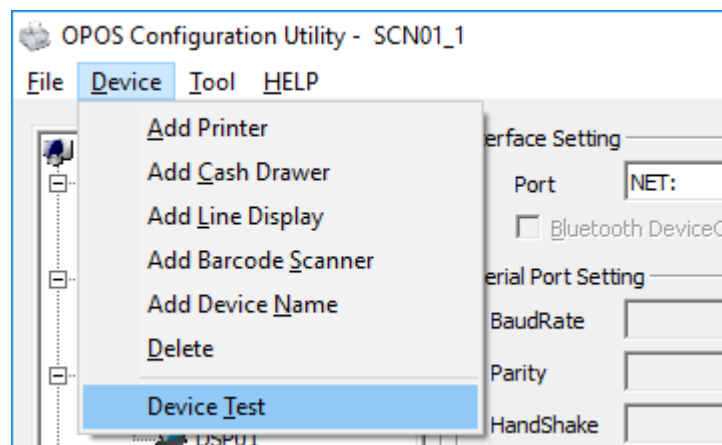 OPOS Configuration Utility - SCN01_1
File Device Tool HELP
Add Printer
Add Cash Drawer
Add Line Display
Add Barcode Scanner
Add Device Name
Delete
Device Test
erface Setting
Port NET:
Bluetooth Device
erial Port Setting
BaudRate
Parity
HandShake
DSP01